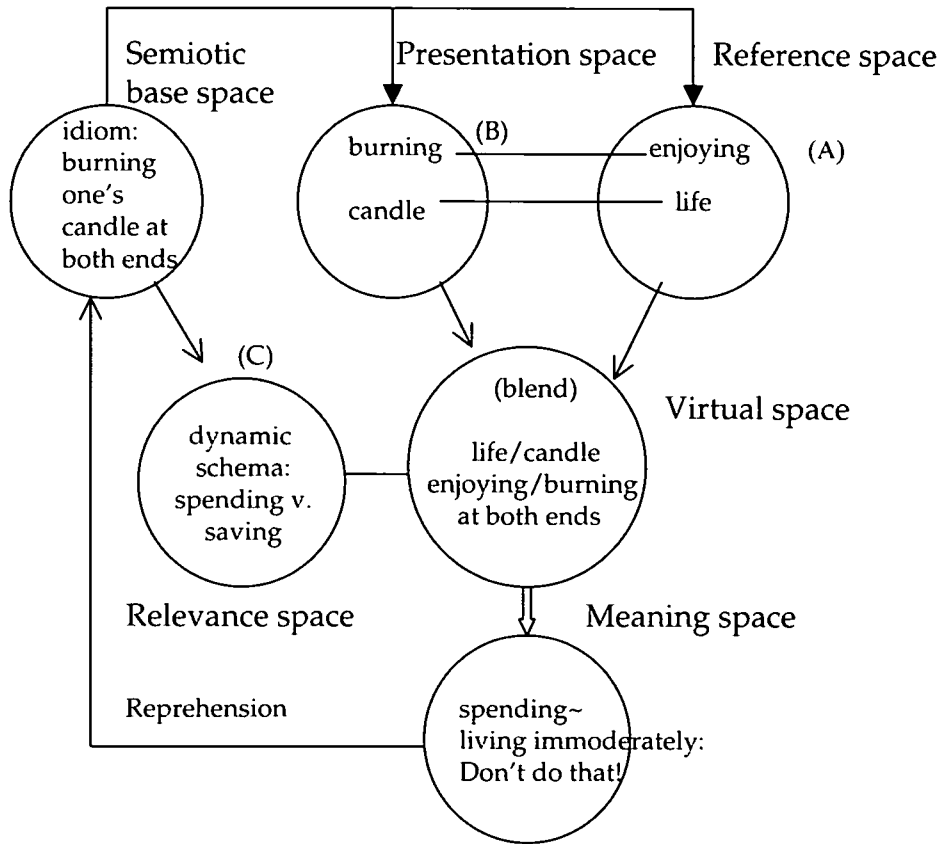 Semiotic
base space
Presentation space
Reference space
idiom:
burning
one's
candle at
both ends
(B)
burning
candle
enjoying
life
(A)
(C)
dynamic
schema:
spending v.
saving
(blend)
life/candle
enjoying/burning
at both ends
Virtual space
Relevance space
Meaning space
Reprehension
spending~
living immoderately:
Don't do that!